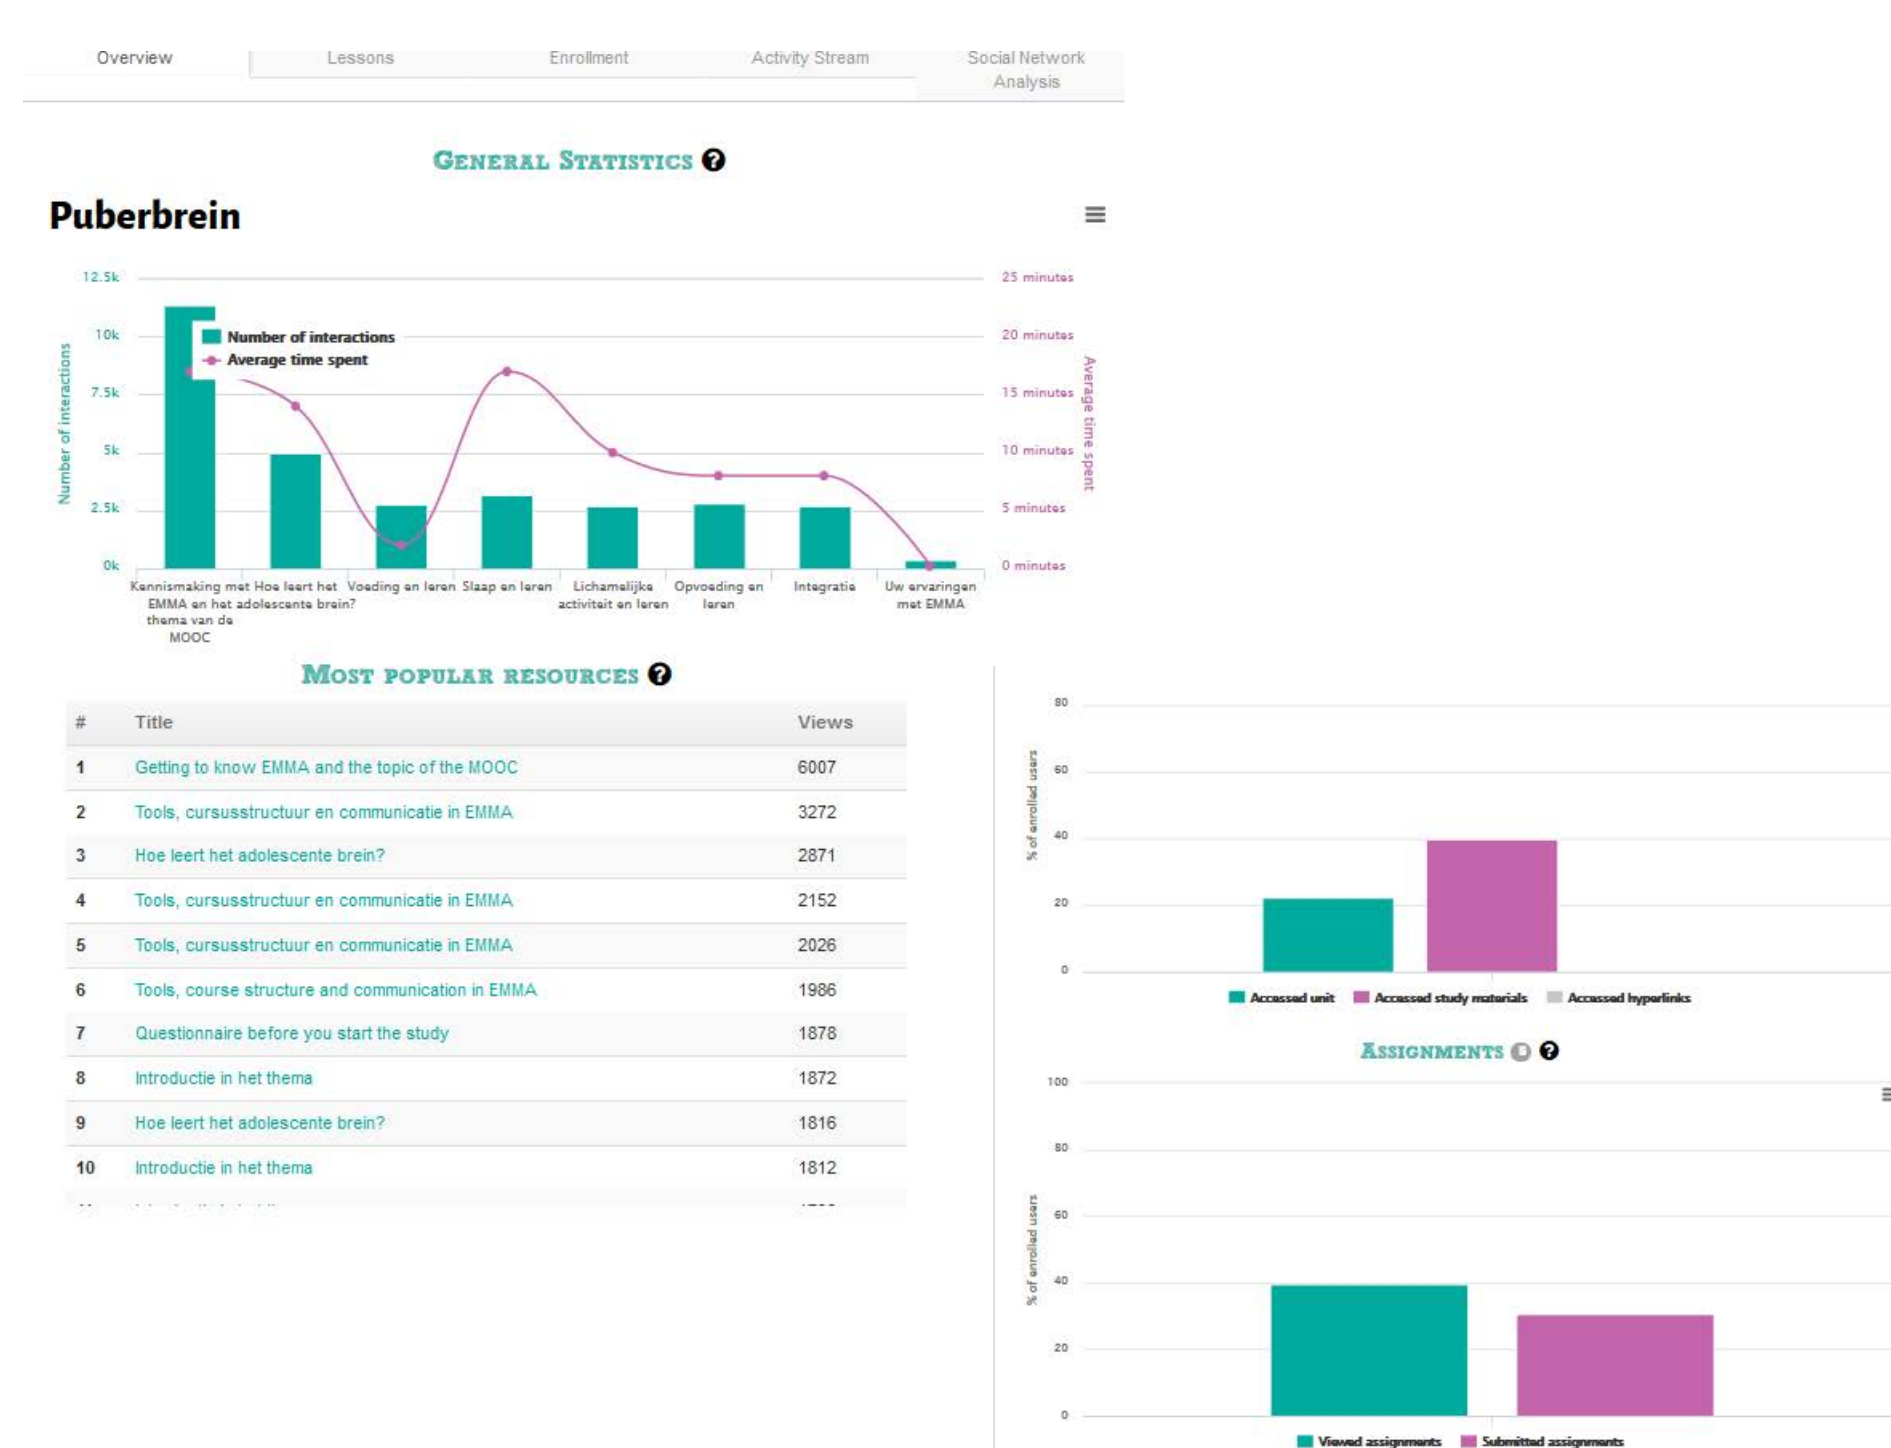 Overview
Lessons
Enrollment
Activity Stream
Social Network
Analysis
GENERAL STATISTICS ?
Puberbrein
12.5k
10k
7.5k
5k
2.5k
0k
Number of interactions
Number of interactions
Average time spent
25 minutes
20 minutes
15 minutes
10 minutes
5 minutes
0 minutes
Average time spent
Kennismaking met
EMMA en het
thema van de
MOOC
Hoe leert het
adolescente brein?
Voeding en leren
Slaap en leren
Lichamelijke
activiteit en leren
Opvoeding en
leren
Integratie
Uw ervaringen
met EMMA
MOST POPULAR RESOURCES ?
# Title Views
1 Getting to know EMMA and the topic of the MOOC 6007
2 Tools, cursusstructuur en communicatie in EMMA 3272
3 Hoe leert het adolescente brein? 2871
4 Tools, cursusstructuur en communicatie in EMMA 2152
5 Tools, cursusstructuur en communicatie in EMMA 2026
6 Tools, course structure and communication in EMMA 1986
7 Questionnaire before you start the study 1878
8 Introductie in het thema 1872
9 Hoe leert het adolescente brein? 1816
10 Introductie in het thema 1812
80
60
40
20
0
% of enrolled users
Accessed unit
Accessed study materials
Accessed hyperlinks
ASSIGNMENTS ?
100
80
60
40
20
0
% of enrolled users
Viewed assignments
Submitted assignments